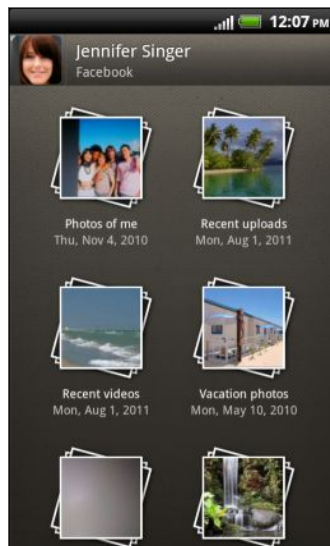 12:07 PM
Jennifer Singer
Facebook
Photos of me
Thu, Nov 4, 2010
Recent uploads
Mon, Aug 1, 2011
Recent videos
Mon, Aug 1, 2011
Vacation photos
Mon, May 10, 2010